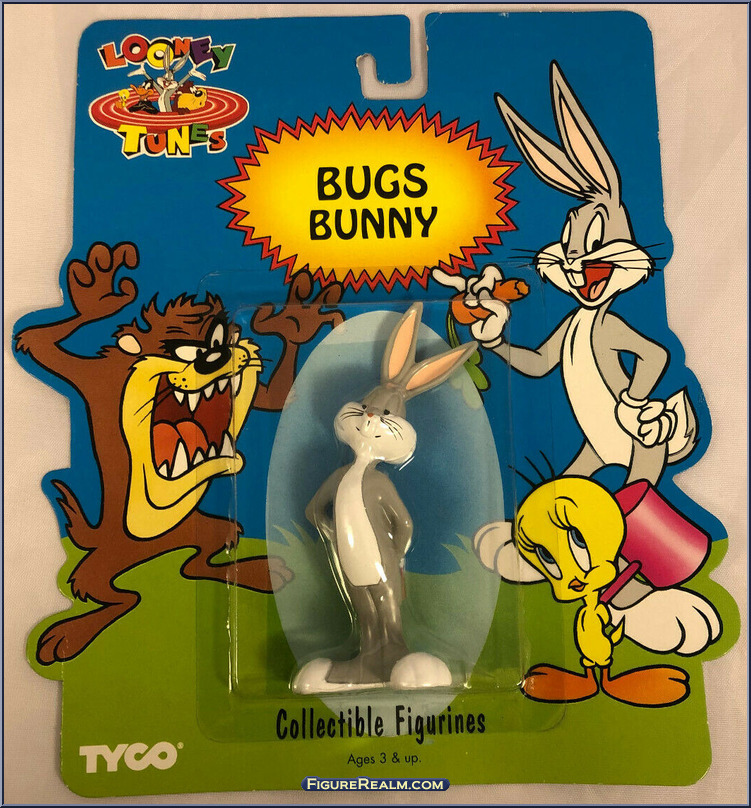 LOONEY
TUNES
BUGS
BUNNY
Collectible Figurines
TYCO®
Ages 3 & up.
FIGUREREALM.COM